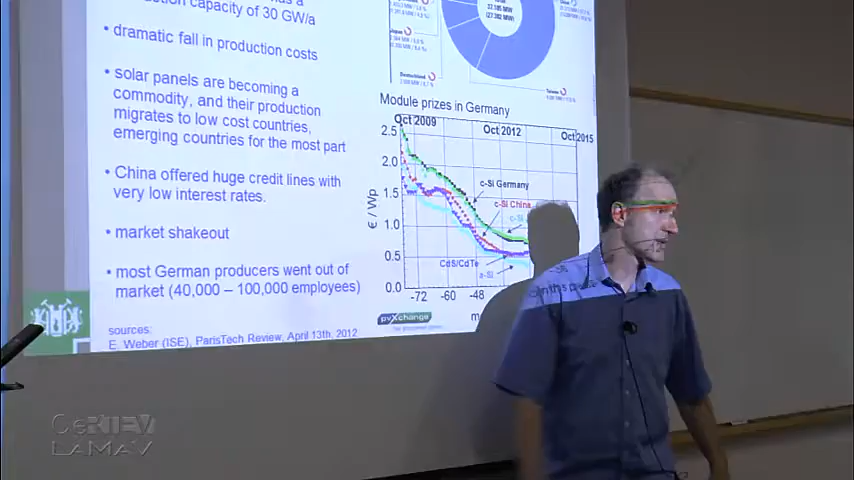 capacity of 30 GW/a
• dramatic fall in production costs
• solar panels are becoming a
commodity, and their production
migrates to low cost countries,
emerging countries for the most part
• China offered huge credit lines with
very low interest rates.
• market shakeout
• most German producers went out of
market (40,000 – 100,000 employees)
sources:
E. Weber (ISE), ParisTech Review, April 13th, 2012
Module prizes in Germany
Oct 2009
Oct 2012
Oct 2015
2.5
2.0
1.5
1.0
0.5
0.0
€ / Wp
c-Si Germany
c-Si China
c-Si
CdS/CdTe
a-Si
-72 -60 -48
pvXchange
CeRTEV
LAMAV